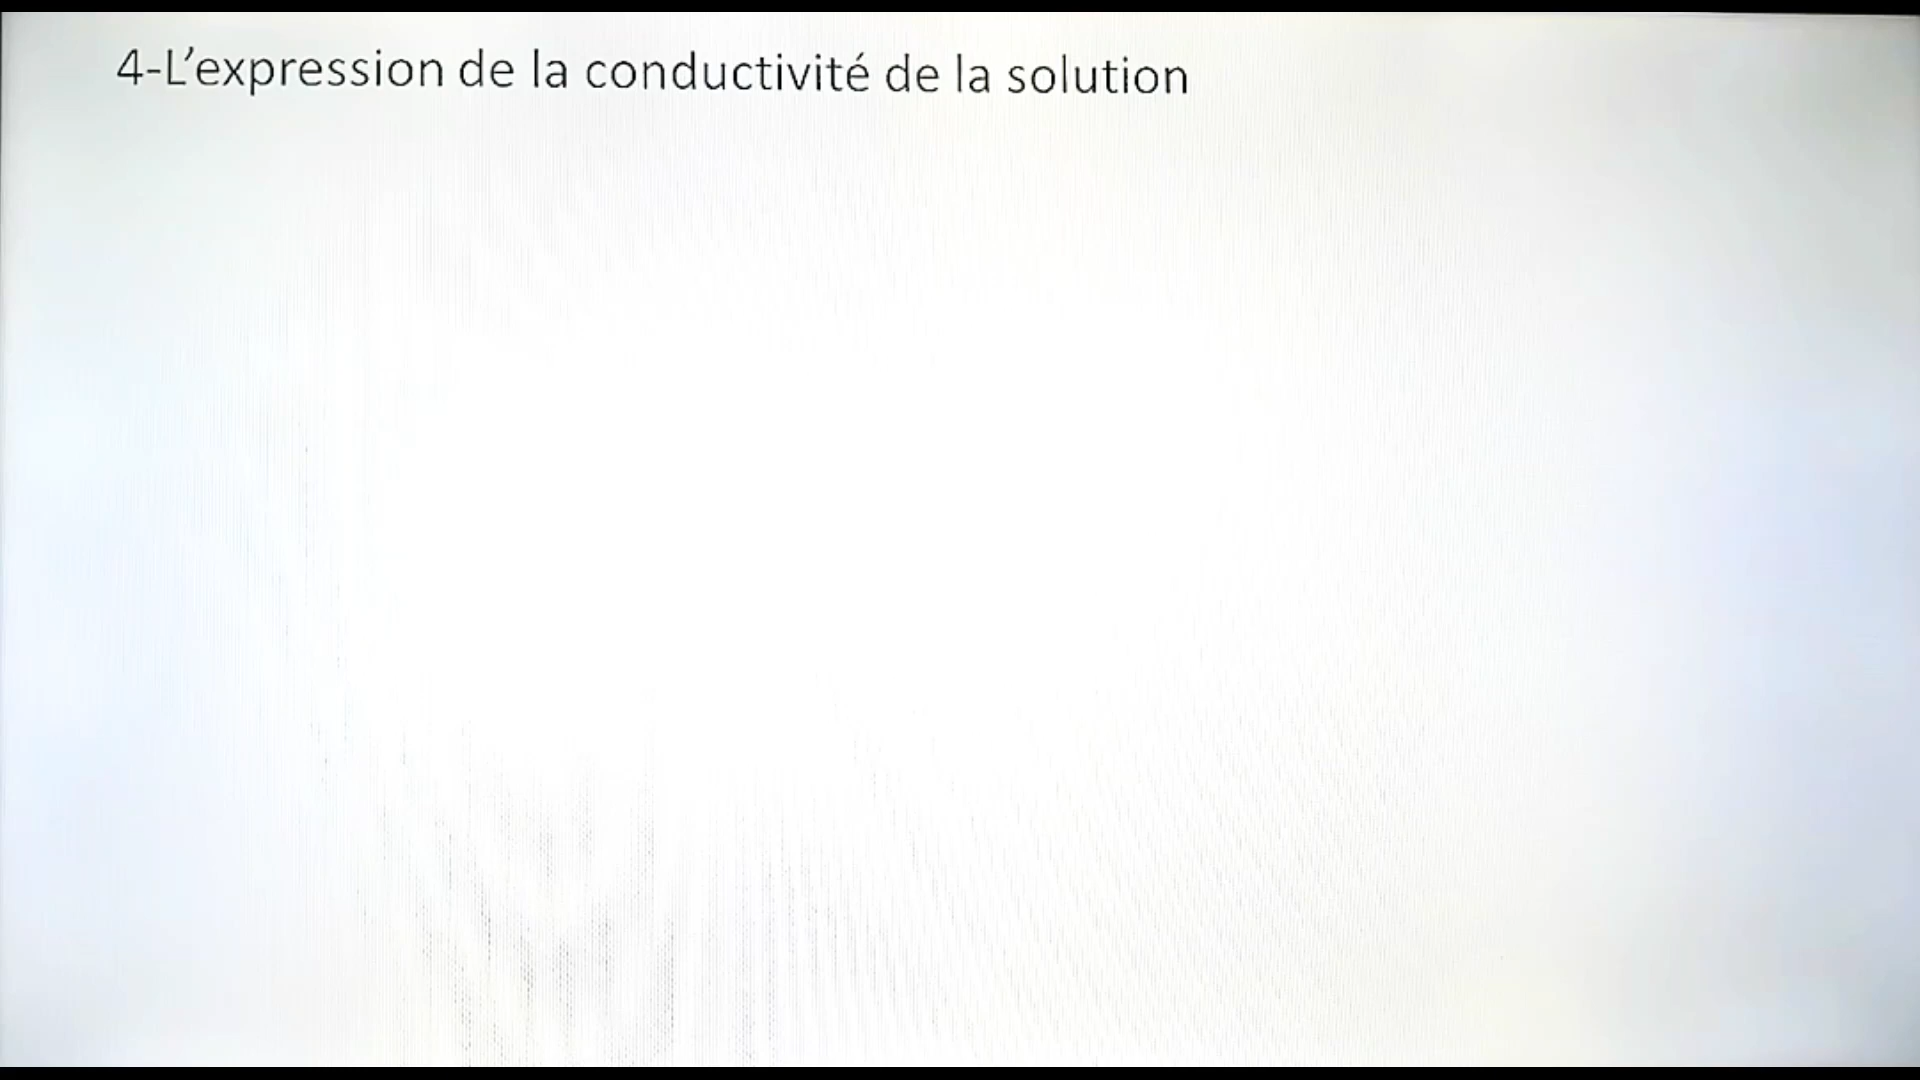 4-L’expression de la conductivité de la solution